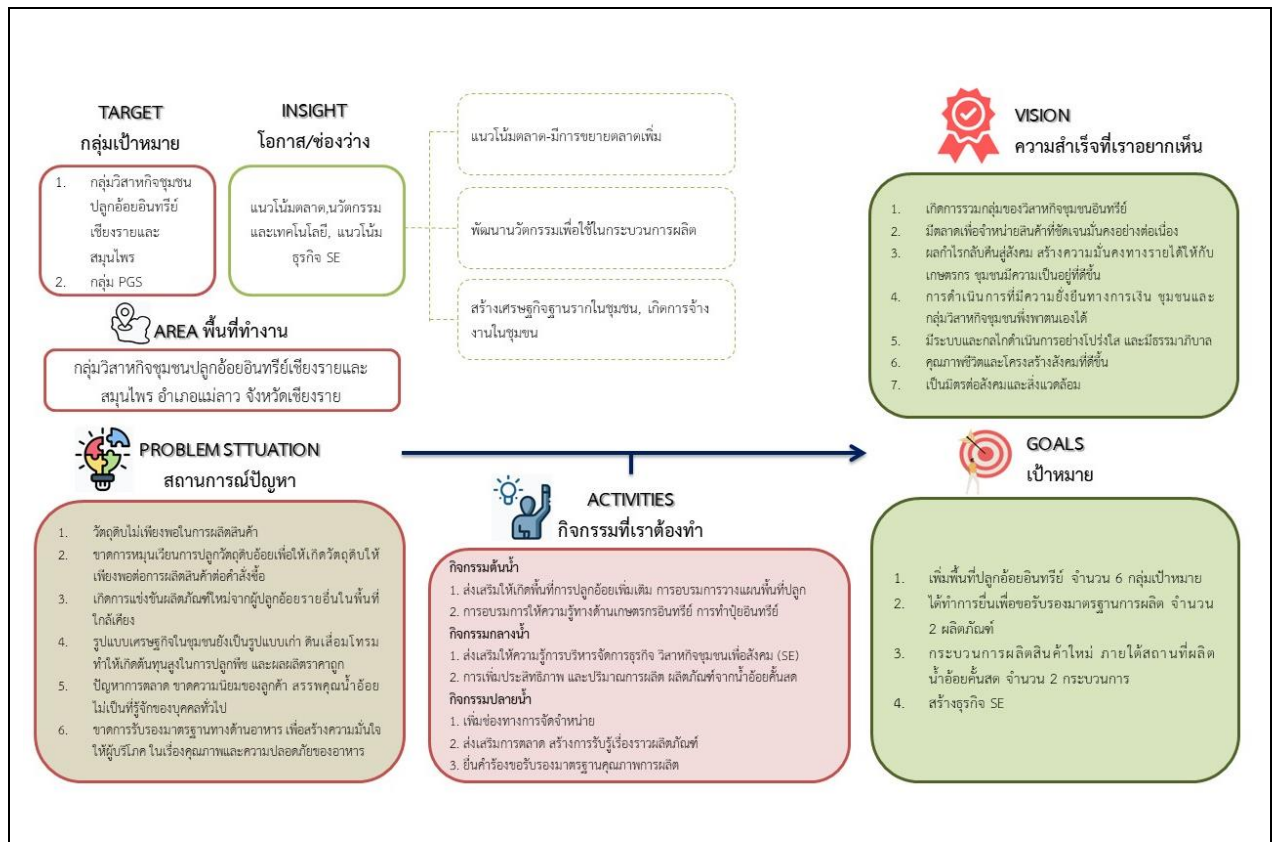 TARGET
กลุ่มเป้าหมาย
1. กลุ่มวิสาหกิจชุมชน
ปลูกอ้อยอินทรีย์
เชียงรายและ
สมุนไพร
2. กลุ่ม PGS
INSIGHT
โอกาส/ช่องว่าง
แนวโน้มตลาด,นวัตกรรม
และเทคโนโลยี, แนวโน้ม
ธุรกิจ SE
แนวโน้มตลาด-มีการขยายตลาดเพิ่ม
พัฒนานวัตกรรมเพื่อใช้ในกระบวนการผลิต
สร้างเศรษฐกิจฐานรากในชุมชน, เกิดการจ้าง
งานในชุมชน
VISION
ความสำเร็จที่เราอยากเห็น
1. เกิดการรวมกลุ่มของวิสาหกิจชุมชนอินทรีย์
2. มีตลาดเพื่อจำหน่ายสินค้าที่ชัดเจนมั่นคงอย่างต่อเนื่อง
3. ผลกำไรกลับคืนสู่สังคม สร้างความมั่นคงทางรายได้ให้กับ
เกษตรกร ชุมชนมีความเป็นอยู่ที่ดีขึ้น
4. การดำเนินการที่มีความยั่งยืนทางการเงิน ชุมชนและ
กลุ่มวิสาหกิจชุมชนพึ่งพาตนเองได้
5. มีระบบและกลไกดำเนินการอย่างโปร่งใส และมีธรรมาภิบาล
6. คุณภาพชีวิตและโครงสร้างสังคมที่ดีขึ้น
7. เป็นมิตรต่อสังคมและสิ่งแวดล้อม
AREA พื้นที่ทำงาน
กลุ่มวิสาหกิจชุมชนปลูกอ้อยอินทรีย์เชียงรายและ
สมุนไพร อำเภอแม่ลาว จังหวัดเชียงราย
PROBLEM STTUATION
สถานการณ์ปัญหา
1. วัตถุดิบไม่เพียงพอในการผลิตสินค้า
2. ขาดการหมุนเวียนการปลูกวัตถุดิบอ้อยเพื่อให้เกิดวัตถุดิบให้
เพียงพอต่อการผลิตสินค้าต่อคำสั่งซื้อ
3. เกิดการแข่งขันผลิตภัณฑ์ใหม่จากผู้ปลูกอ้อยรายอื่นในพื้นที่
ใกล้เคียง
4. รูปแบบเศรษฐกิจในชุมชนยังเป็นรูปแบบเก่า ดินเสื่อมโทรม
ทำให้เกิดต้นทุนสูงในการปลูกพืช และผลผลิตราคาถูก
5. ปัญหาการตลาด ขาดความนิยมของลูกค้า สรรพคุณน้ำอ้อย
ไม่เป็นที่รู้จักของบุคคลทั่วไป
6. ขาดการรับรองมาตรฐานทางด้านอาหาร เพื่อสร้างความมั่นใจ
ให้ผู้บริโภค ในเรื่องคุณภาพและความปลอดภัยของอาหาร
ACTIVITIES
กิจกรรมที่เราต้องทำ
กิจกรรมต้นน้ำ
1. ส่งเสริมให้เกิดพื้นที่การปลูกอ้อยเพิ่มเติม การอบรมการวางแผนพื้นที่ปลูก
2. การอบรมการให้ความรู้ทางด้านเกษตรกรอินทรีย์ การทำปุ๋ยอินทรีย์
กิจกรรมกลางน้ำ
1. ส่งเสริมให้ความรู้การบริหารจัดการธุรกิจ วิสาหกิจชุมชนเพื่อสังคม (SE)
2. การเพิ่มประสิทธิภาพ และปริมาณการผลิต ผลิตภัณฑ์จากน้ำอ้อยคั้นสด
กิจกรรมปลายน้ำ
1. เพิ่มช่องทางการจัดจำหน่าย
2. ส่งเสริมการตลาด สร้างการรับรู้เรื่องราวผลิตภัณฑ์
3. ยื่นคำร้องขอรับรองมาตรฐานคุณภาพการผลิต
GOALS
เป้าหมาย
1. เพิ่มพื้นที่ปลูกอ้อยอินทรีย์ จำนวน 6 กลุ่มเป้าหมาย
2. ได้ทำการยื่นเพื่อขอรับรองมาตรฐานการผลิต จำนวน
2 ผลิตภัณฑ์
3. กระบวนการผลิตสินค้าใหม่ ภายใต้สถานที่ผลิต
น้ำอ้อยคั้นสด จำนวน 2 กระบวนการ
4. สร้างธุรกิจ SE